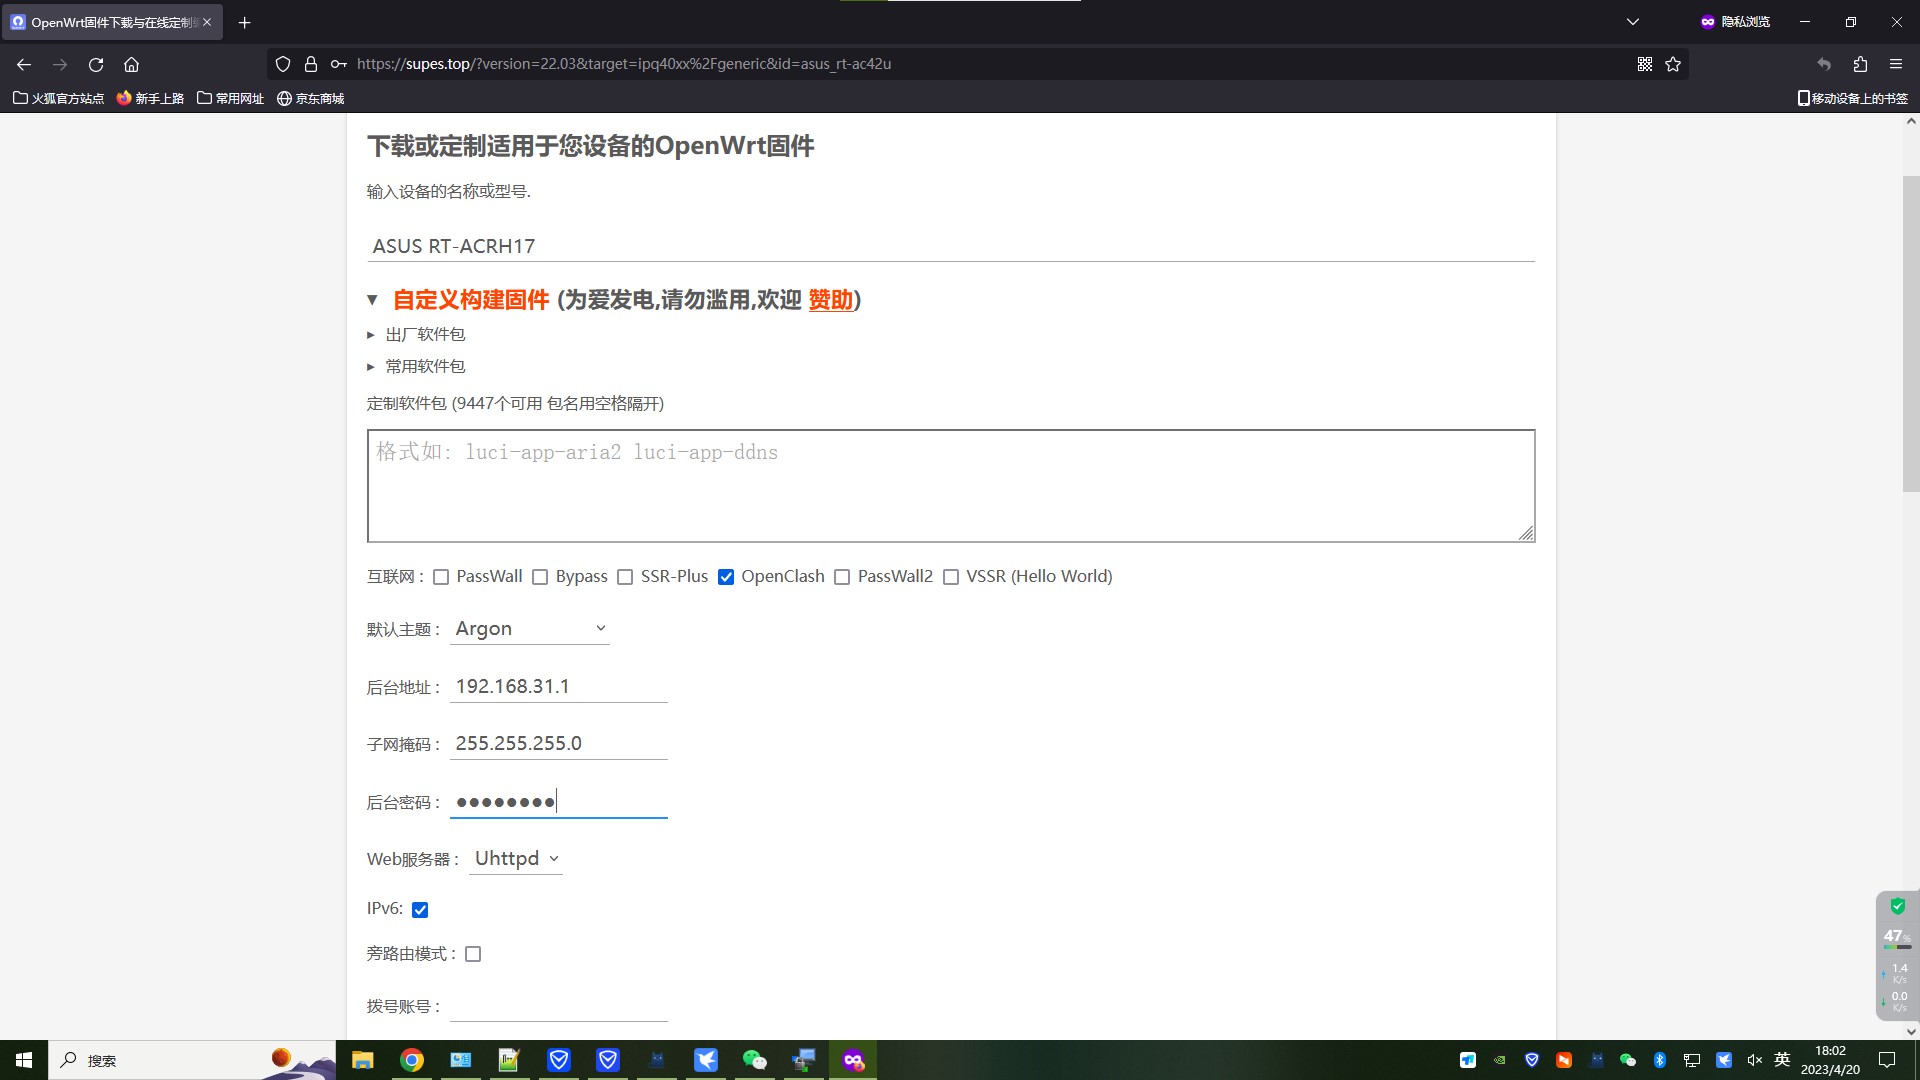 OpenWrt固件下载与在线定制
隐私浏览
https://supes.top/?version=22.03&target=ipq40xx%2Fgeneric&id=asus_rt-ac42u
火狐官方站点
新手上路
常用网址
京东商城
移动设备上的书签
下载或定制适用于您设备的OpenWrt固件
输入设备的名称或型号.
ASUS RT-ACRH17
▼ 自定义构建固件 (为爱发电,请勿滥用,欢迎 赞助)
► 出厂软件包
► 常用软件包
定制软件包 (9447个可用 包名用空格隔开)
格式如: luci-app-aria2 luci-app-ddns
互联网 : PassWall Bypass SSR-Plus OpenClash PassWall2 VSSR (Hello World)
默认主题 : Argon
后台地址 : 192.168.31.1
子网掩码 : 255.255.255.0
后台密码 : ●●●●●●●●
Web服务器 : Uhttpd
IPv6:
旁路由模式 :
拨号账号 :
47%
1.4
K/s
0.0
K/s
搜索
英
18:02
2023/4/20